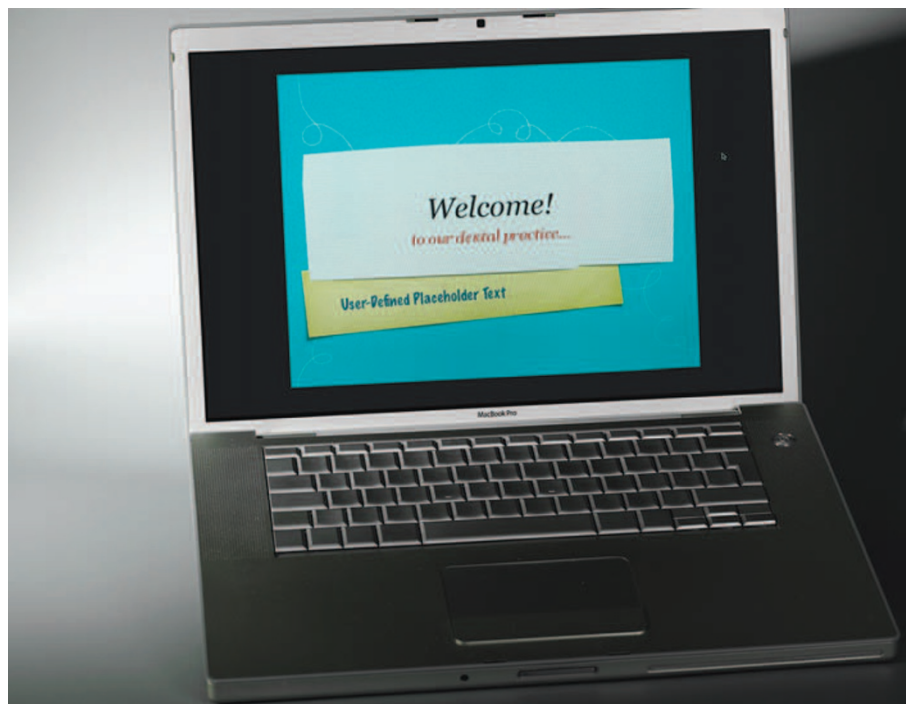 Welcome!
to our dental practice...
User-Defined Placeholder Text
MacBook Pro